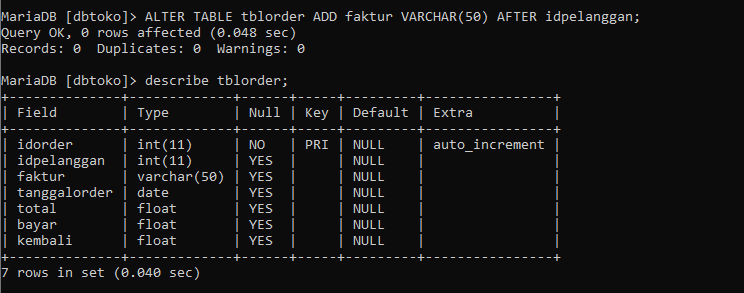 MariaDB [dbtoko]> ALTER TABLE tblorder ADD faktur VARCHAR(50) AFTER idpelanggan;
Query OK, 0 rows affected (0.048 sec)
Records: 0  Duplicates: 0  Warnings: 0

MariaDB [dbtoko]> describe tblorder;
+--------------+-------------+------+-----+---------+----------------+
| Field        | Type        | Null | Key | Default | Extra          |
+--------------+-------------+------+-----+---------+----------------+
| idorder      | int(11)     | NO   | PRI | NULL    | auto_increment |
| idpelanggan  | int(11)     | YES  |     | NULL    |                |
| faktur       | varchar(50) | YES  |     | NULL    |                |
| tanggalorder | date        | YES  |     | NULL    |                |
| total        | float       | YES  |     | NULL    |                |
| bayar        | float       | YES  |     | NULL    |                |
| kembali      | float       | YES  |     | NULL    |                |
+--------------+-------------+------+-----+---------+----------------+
7 rows in set (0.040 sec)